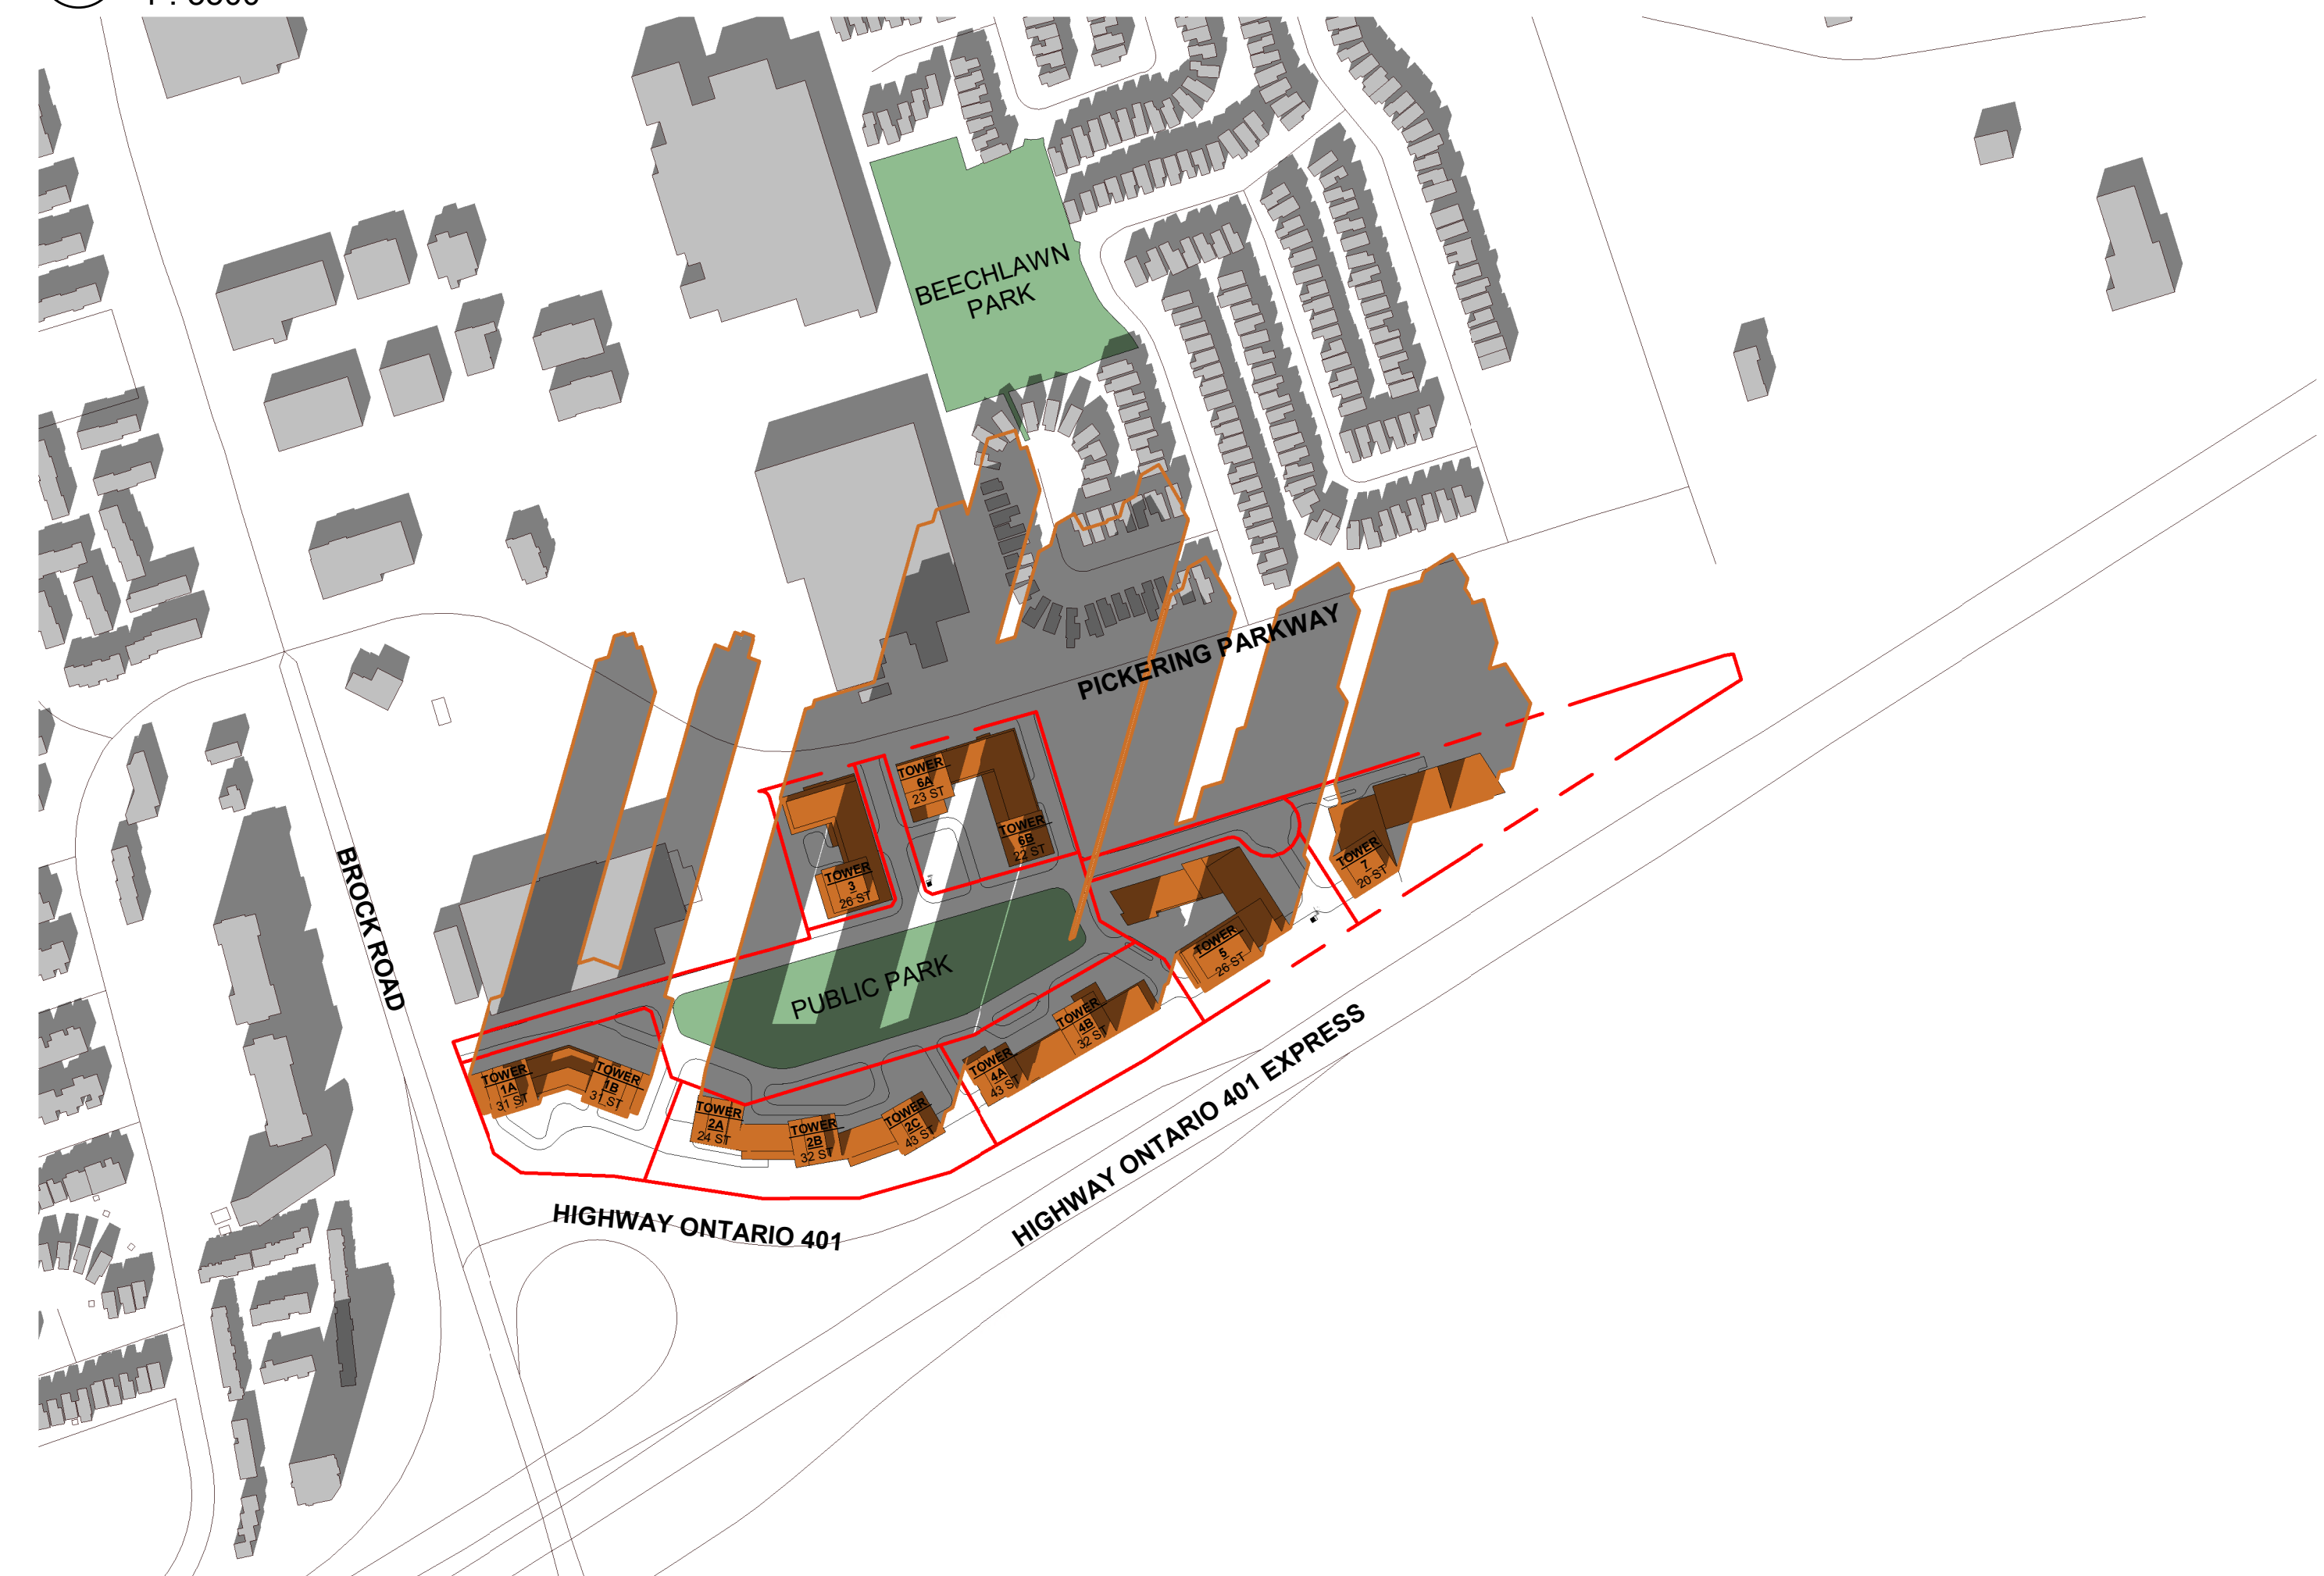 BEECHLAWN
PARK
PICKERING PARKWAY
TOWER
6A
23 ST
TOWER
6B
22 ST
TOWER
3
26 ST
TOWER
7
20 ST
BROCK ROAD
PUBLIC PARK
TOWER
5
26 ST
TOWER
4B
32 ST
TOWER
4A
43 ST
TOWER
1A
31 ST
TOWER
1B
31 ST
TOWER
2A
24 ST
TOWER
2B
32 ST
TOWER
2C
43 ST
HIGHWAY ONTARIO 401 EXPRESS
HIGHWAY ONTARIO 401